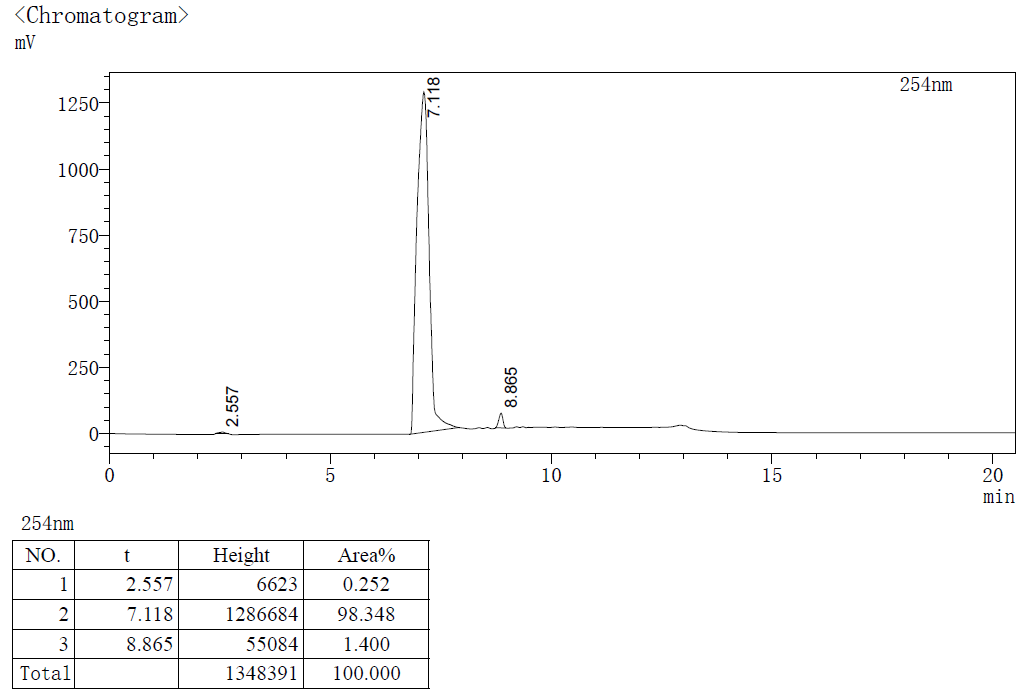 <Chromatogram>
mV
254nm
1250
1000
750
500
250
0
2.557
7.118
8.865
0 5 10 15 20
min
254nm
NO. t Height Area%
1 2.557 6623 0.252
2 7.118 1286684 98.348
3 8.865 55084 1.400
Total 1348391 100.000